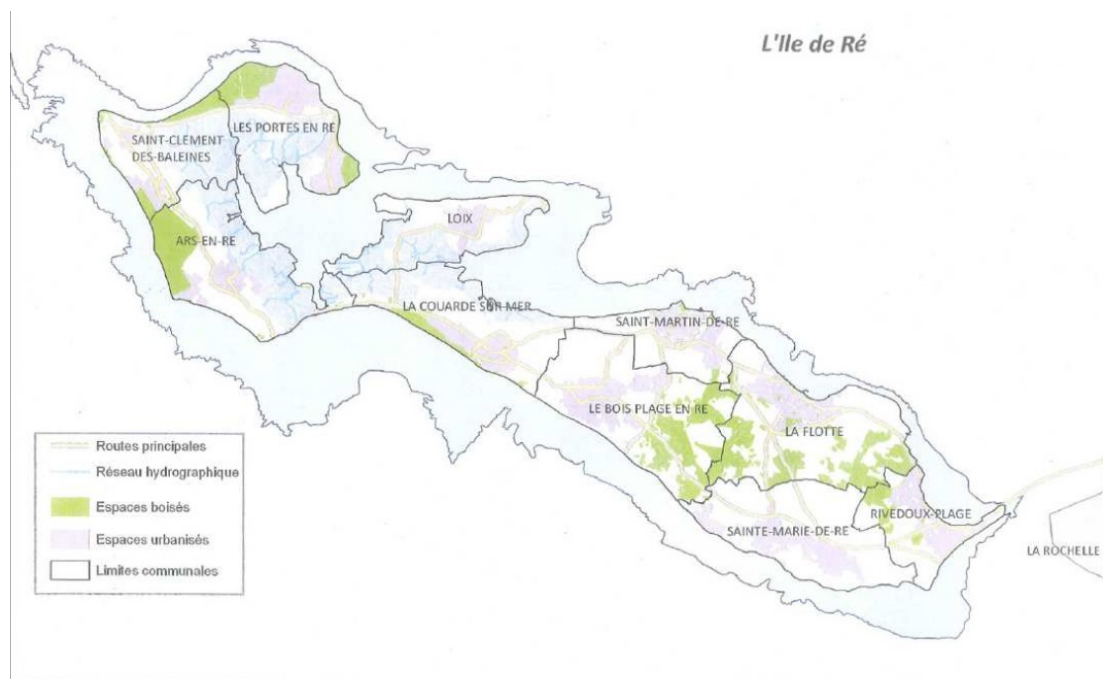 L'Ile de Ré
LES PORTES EN RE
SAINT-CLEMENT
DES-BALEINES
LOIX
ARS-EN-RE
LA COUARDE SUR MER
SAINT-MARTIN-DE-RE
LE BOIS PLAGE EN RE
LA FLOTTE
RIVEDOUX-PLAGE
SAINTE-MARIE-DE-RE
LA ROCHELLE
Routes principales
Réseau hydrographique
Espaces boisés
Espaces urbanisés
Limites communales